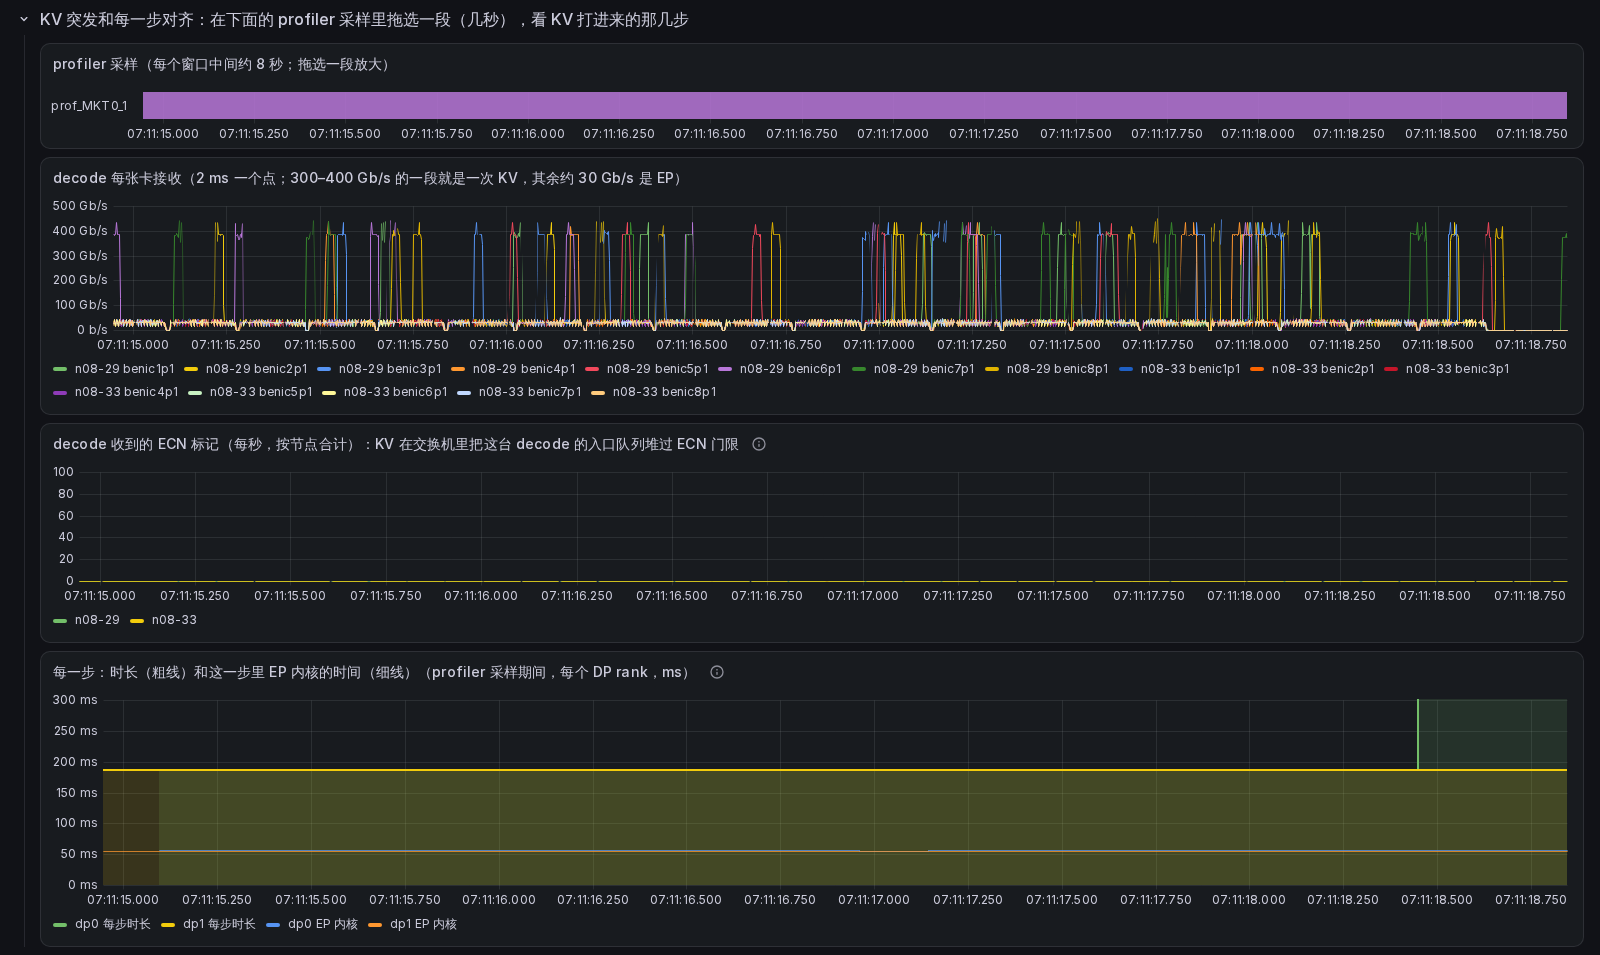 KV 突发和每一步对齐：在下面的 profiler 采样里拖选一段（几秒），看 KV 打进来的那几步
profiler 采样（每个窗口中间约 8 秒；拖选一段放大）
prof_MKT0_1
07:11:15.000 07:11:15.250 07:11:15.500 07:11:15.750 07:11:16.000 07:11:16.250 07:11:16.500 07:11:16.750 07:11:17.000 07:11:17.250 07:11:17.500 07:11:17.750 07:11:18.000 07:11:18.250 07:11:18.500 07:11:18.750
decode 每张卡接收（2 ms 一个点；300–400 Gb/s 的一段就是一次 KV，其余约 30 Gb/s 是 EP）
500 Gb/s
400 Gb/s
300 Gb/s
200 Gb/s
100 Gb/s
0 b/s
07:11:15.000 07:11:15.250 07:11:15.500 07:11:15.750 07:11:16.000 07:11:16.250 07:11:16.500 07:11:16.750 07:11:17.000 07:11:17.250 07:11:17.500 07:11:17.750 07:11:18.000 07:11:18.250 07:11:18.500 07:11:18.750
n08-29 benic1p1 n08-29 benic2p1 n08-29 benic3p1 n08-29 benic4p1 n08-29 benic5p1 n08-29 benic6p1 n08-29 benic7p1 n08-29 benic8p1 n08-33 benic1p1 n08-33 benic2p1 n08-33 benic3p1
n08-33 benic4p1 n08-33 benic5p1 n08-33 benic6p1 n08-33 benic7p1 n08-33 benic8p1
decode 收到的 ECN 标记（每秒，按节点合计）：KV 在交换机里把这台 decode 的入口队列堆过 ECN 门限
100
80
60
40
20
0
07:11:15.000 07:11:15.250 07:11:15.500 07:11:15.750 07:11:16.000 07:11:16.250 07:11:16.500 07:11:16.750 07:11:17.000 07:11:17.250 07:11:17.500 07:11:17.750 07:11:18.000 07:11:18.250 07:11:18.500 07:11:18.750
n08-29 n08-33
每一步：时长（粗线）和这一步里 EP 内核的时间（细线）（profiler 采样期间，每个 DP rank，ms）
300 ms
250 ms
200 ms
150 ms
100 ms
50 ms
0 ms
07:11:15.000 07:11:15.250 07:11:15.500 07:11:15.750 07:11:16.000 07:11:16.250 07:11:16.500 07:11:16.750 07:11:17.000 07:11:17.250 07:11:17.500 07:11:17.750 07:11:18.000 07:11:18.250 07:11:18.500 07:11:18.750
dp0 每步时长 dp1 每步时长 dp0 EP 内核 dp1 EP 内核